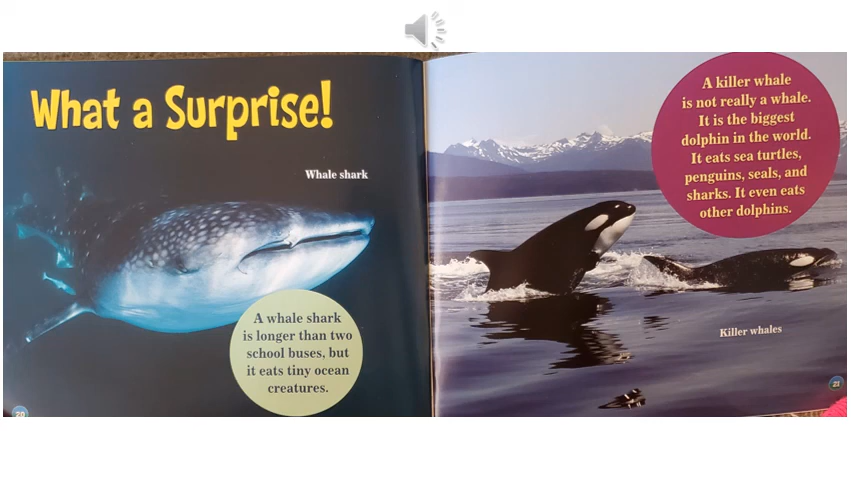 What a Surprise!
Whale shark
A whale shark
is longer than two
school buses, but
it eats tiny ocean
creatures.
20
A killer whale
is not really a whale.
It is the biggest
dolphin in the world.
It eats sea turtles,
penguins, seals, and
sharks. It even eats
other dolphins.
Killer whales
21